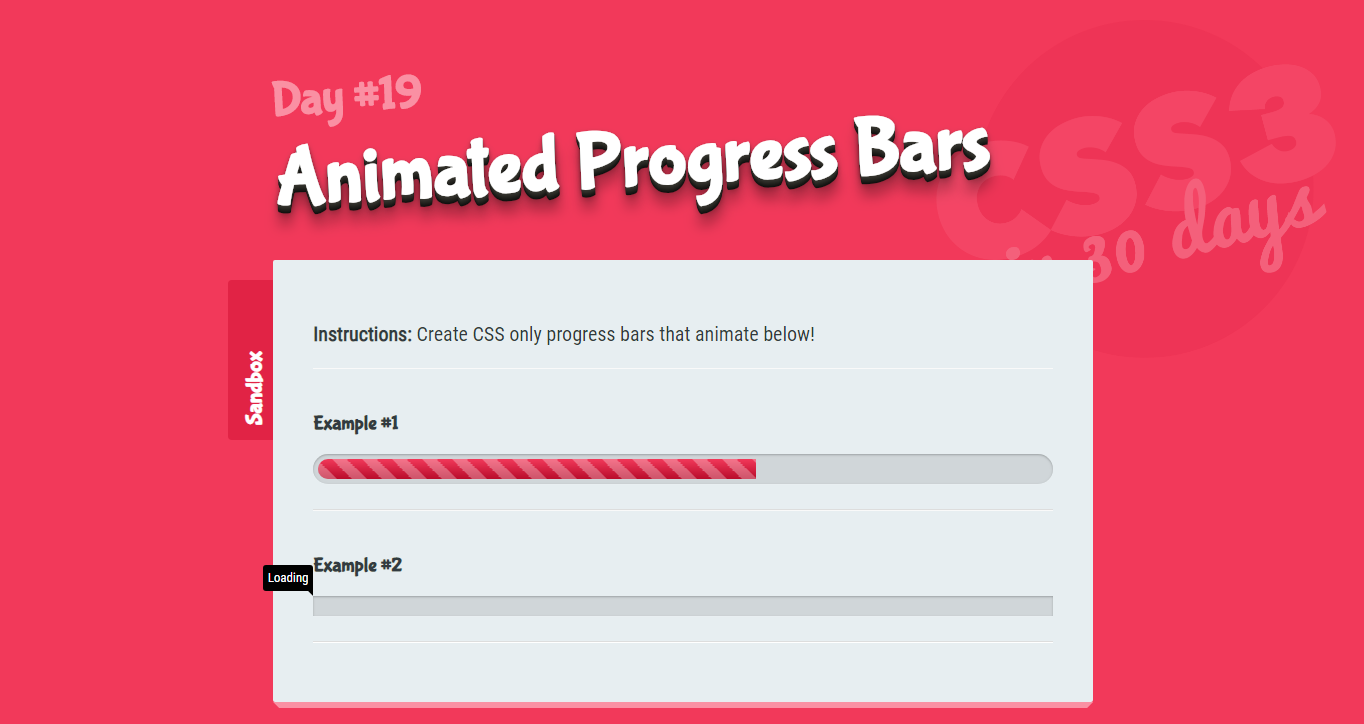 Day #19
css3
Animated Progress Bars
30 days
Instructions: Create CSS only progress bars that animate below!
Sandbox
Example #1
Example #2
Loading